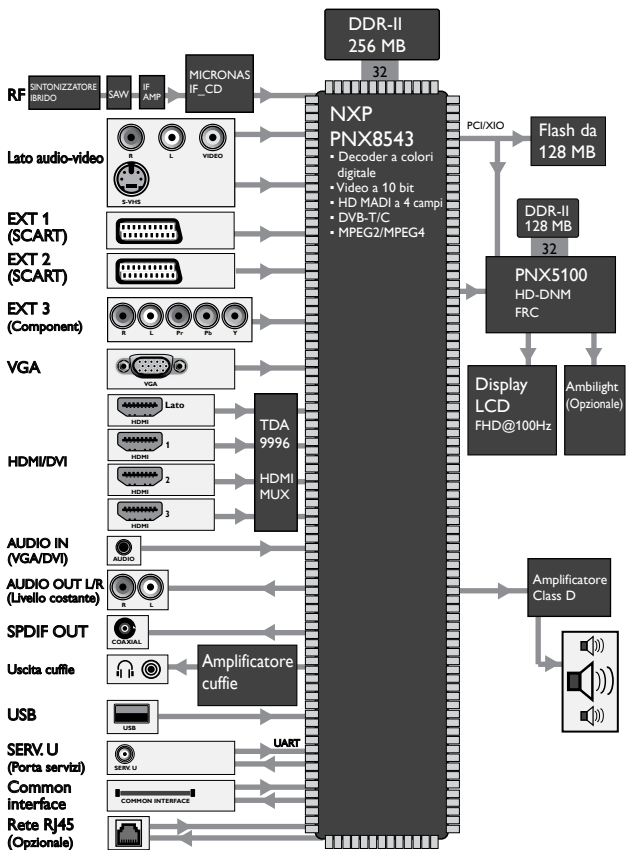 DDR-II
256 MB
32
RF
SINTONIZZATORE
IBRIDO
SAW
IF
AMP
MICRONAS
IF_CD
NXP
PNX8543
▪ Decoder a colori
digitale
▪ Video a 10 bit
▪ HD MADI a 4 campi
▪ DVB-T/C
▪ MPEG2/MPEG4
PCI/XIO
Flash da
128 MB
DDR-II
128 MB
32
PNX5100
HD-DNM
FRC
Display
LCD
FHD@100Hz
Ambilight
(Opzionale)
Lato audio-video
R
L
VIDEO
S-VHS
EXT 1
(SCART)
EXT 2
(SCART)
EXT 3
(Component)
R
L
Pr
Pb
Y
VGA
VGA
HDMI/DVI
Lato
HDMI
1
HDMI
2
HDMI
3
HDMI
TDA
9996
HDMI
MUX
AUDIO IN
(VGA/DVI)
AUDIO
AUDIO OUT L/R
(Livello costante)
R
L
SPDIF OUT
COAXIAL
Uscita cuffie
Amplificatore
cuffie
Amplificatore
Class D
USB
USB
SERV. U
(Porta servizi)
SERV. U
UART
Common
interface
COMMON INTERFACE
Rete RJ45
(Opzionale)